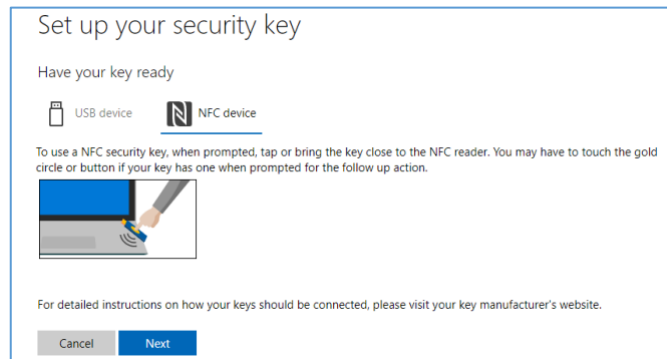 Set up your security key
Have your key ready
USB device
NFC device
To use a NFC security key, when prompted, tap or bring the key close to the NFC reader. You may have to touch the gold
circle or button if your key has one when prompted for the follow up action.
For detailed instructions on how your keys should be connected, please visit your key manufacturer's website.
Cancel
Next